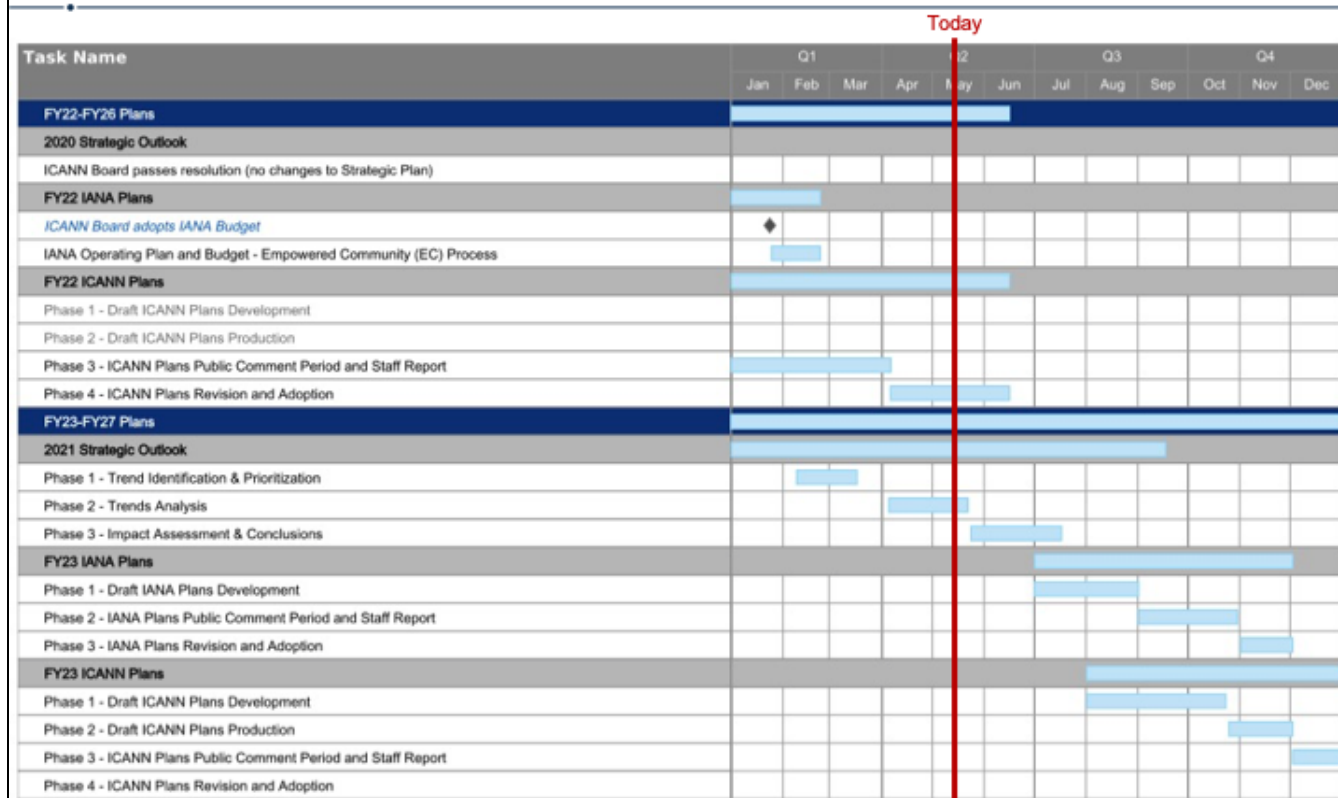 Today
Task Name
Q1 Q2 Q3 Q4
Jan Feb Mar Apr May Jun Jul Aug Sep Oct Nov Dec
FY22-FY26 Plans
2020 Strategic Outlook
ICANN Board passes resolution (no changes to Strategic Plan)
FY22 IANA Plans
ICANN Board adopts IANA Budget
IANA Operating Plan and Budget - Empowered Community (EC) Process
FY22 ICANN Plans
Phase 1 - Draft ICANN Plans Development
Phase 2 - Draft ICANN Plans Production
Phase 3 - ICANN Plans Public Comment Period and Staff Report
Phase 4 - ICANN Plans Revision and Adoption
FY23-FY27 Plans
2021 Strategic Outlook
Phase 1 - Trend Identification & Prioritization
Phase 2 - Trends Analysis
Phase 3 - Impact Assessment & Conclusions
FY23 IANA Plans
Phase 1 - Draft IANA Plans Development
Phase 2 - IANA Plans Public Comment Period and Staff Report
Phase 3 - IANA Plans Revision and Adoption
FY23 ICANN Plans
Phase 1 - Draft ICANN Plans Development
Phase 2 - Draft ICANN Plans Production
Phase 3 - ICANN Plans Public Comment Period and Staff Report
Phase 4 - ICANN Plans Revision and Adoption